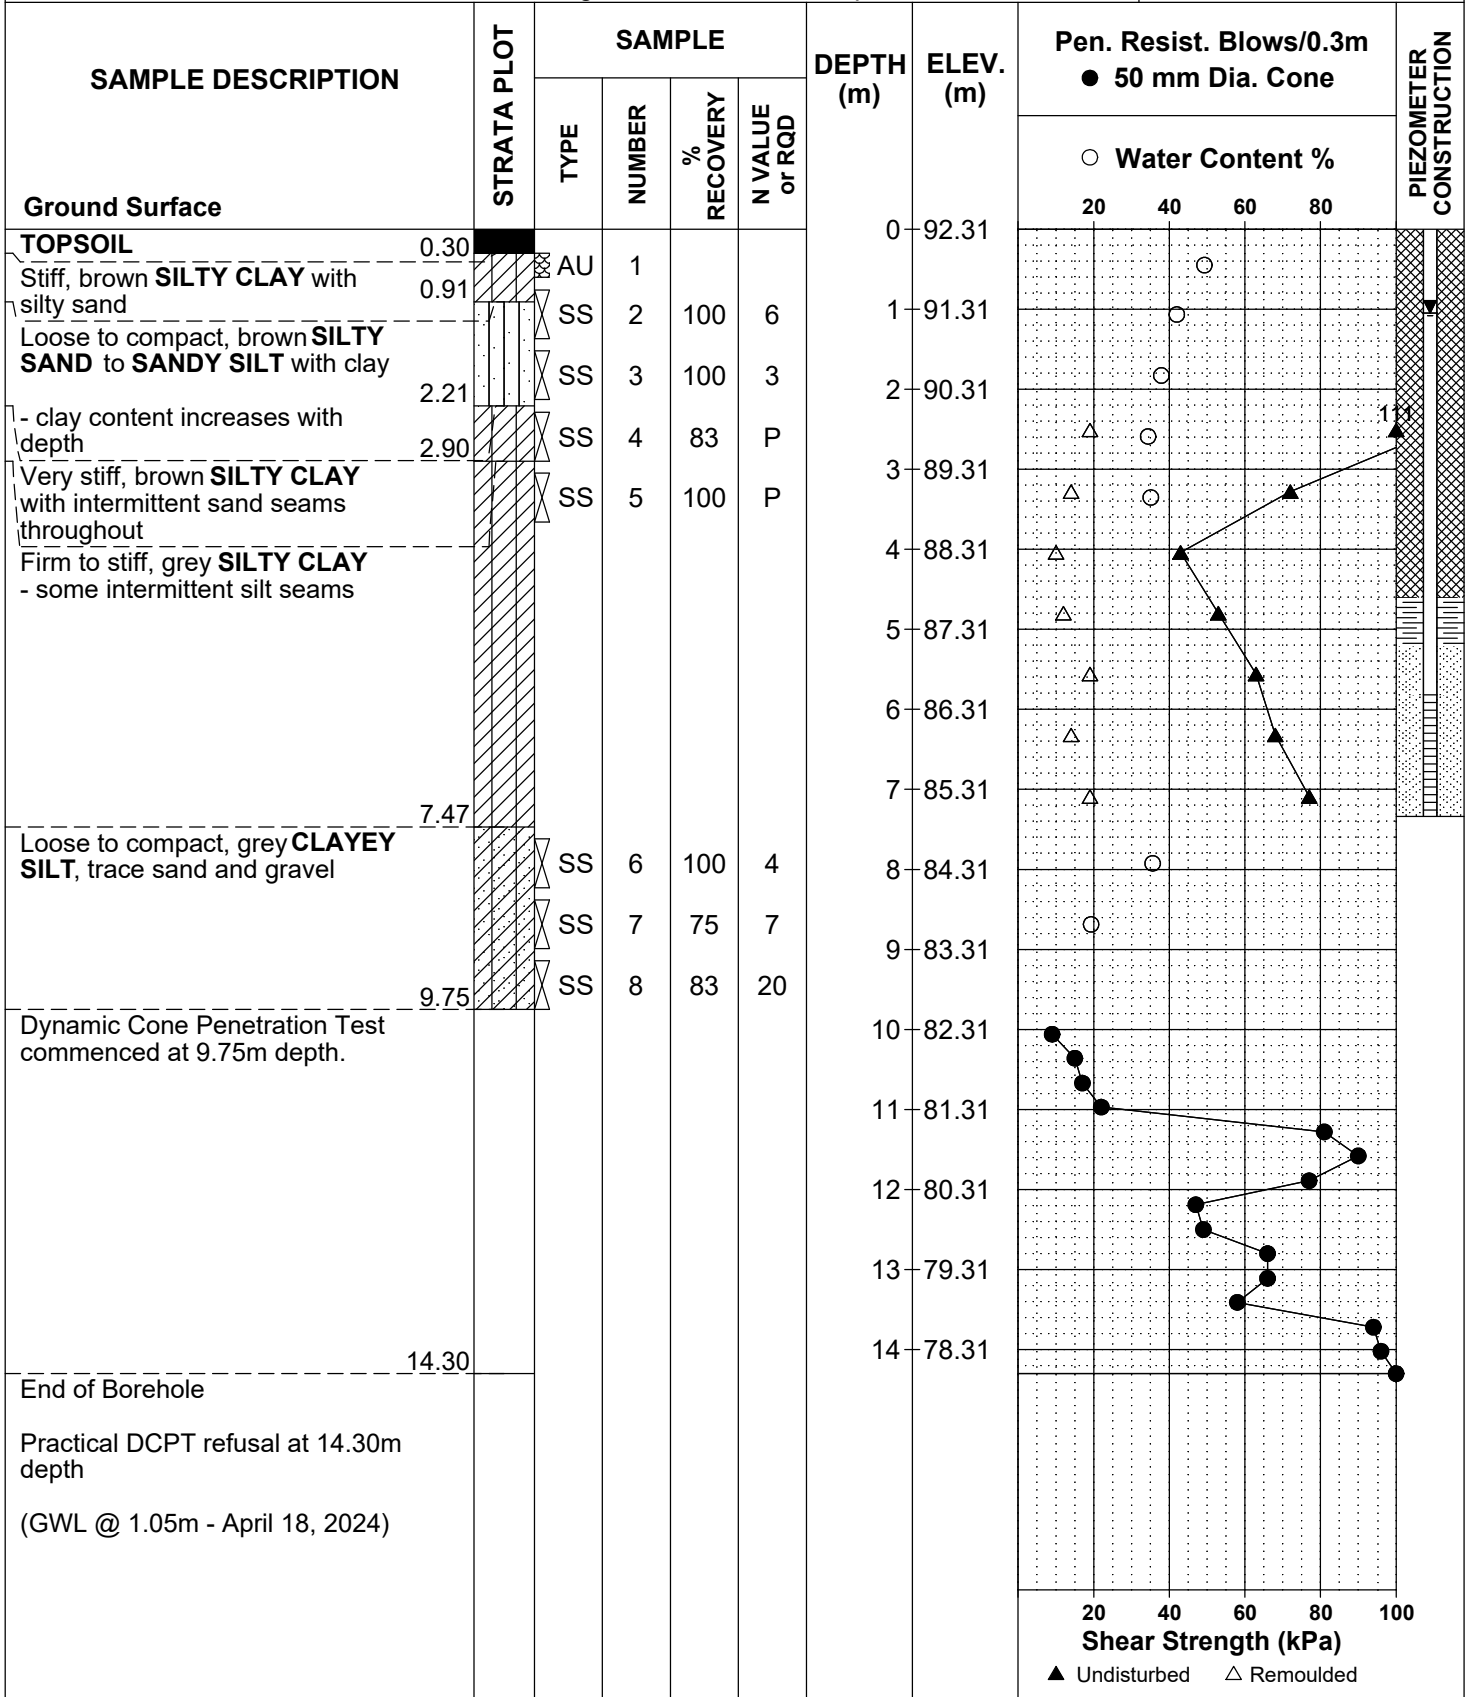 SAMPLE DESCRIPTION
STRATA PLOT
SAMPLE
TYPE
NUMBER
%
RECOVERY
N VALUE
or RQD
DEPTH
(m)
ELEV.
(m)
Pen. Resist. Blows/0.3m
● 50 mm Dia. Cone
○ Water Content %
PIEZOMETER
CONSTRUCTION
Ground Surface
20 40 60 80
0 92.31
TOPSOIL 0.30
Stiff, brown SILTY CLAY with
silty sand 0.91
AU 1
SS 2 100 6
1 91.31
Loose to compact, brown SILTY
SAND to SANDY SILT with clay
2.21
SS 3 100 3
2 90.31
- clay content increases with
depth 2.90
SS 4 83 P
111
Very stiff, brown SILTY CLAY
with intermittent sand seams
throughout
3 89.31
SS 5 100 P
Firm to stiff, grey SILTY CLAY
- some intermittent silt seams
4 88.31
5 87.31
6 86.31
7 85.31
7.47
Loose to compact, grey CLAYEY
SILT, trace sand and gravel
SS 6 100 4
8 84.31
SS 7 75 7
9 83.31
SS 8 83 20
9.75
Dynamic Cone Penetration Test
commenced at 9.75m depth.
10 82.31
11 81.31
12 80.31
13 79.31
14 78.31
14.30
End of Borehole
Practical DCPT refusal at 14.30m
depth
(GWL @ 1.05m - April 18, 2024)
20 40 60 80 100
Shear Strength (kPa)
▲ Undisturbed △ Remoulded